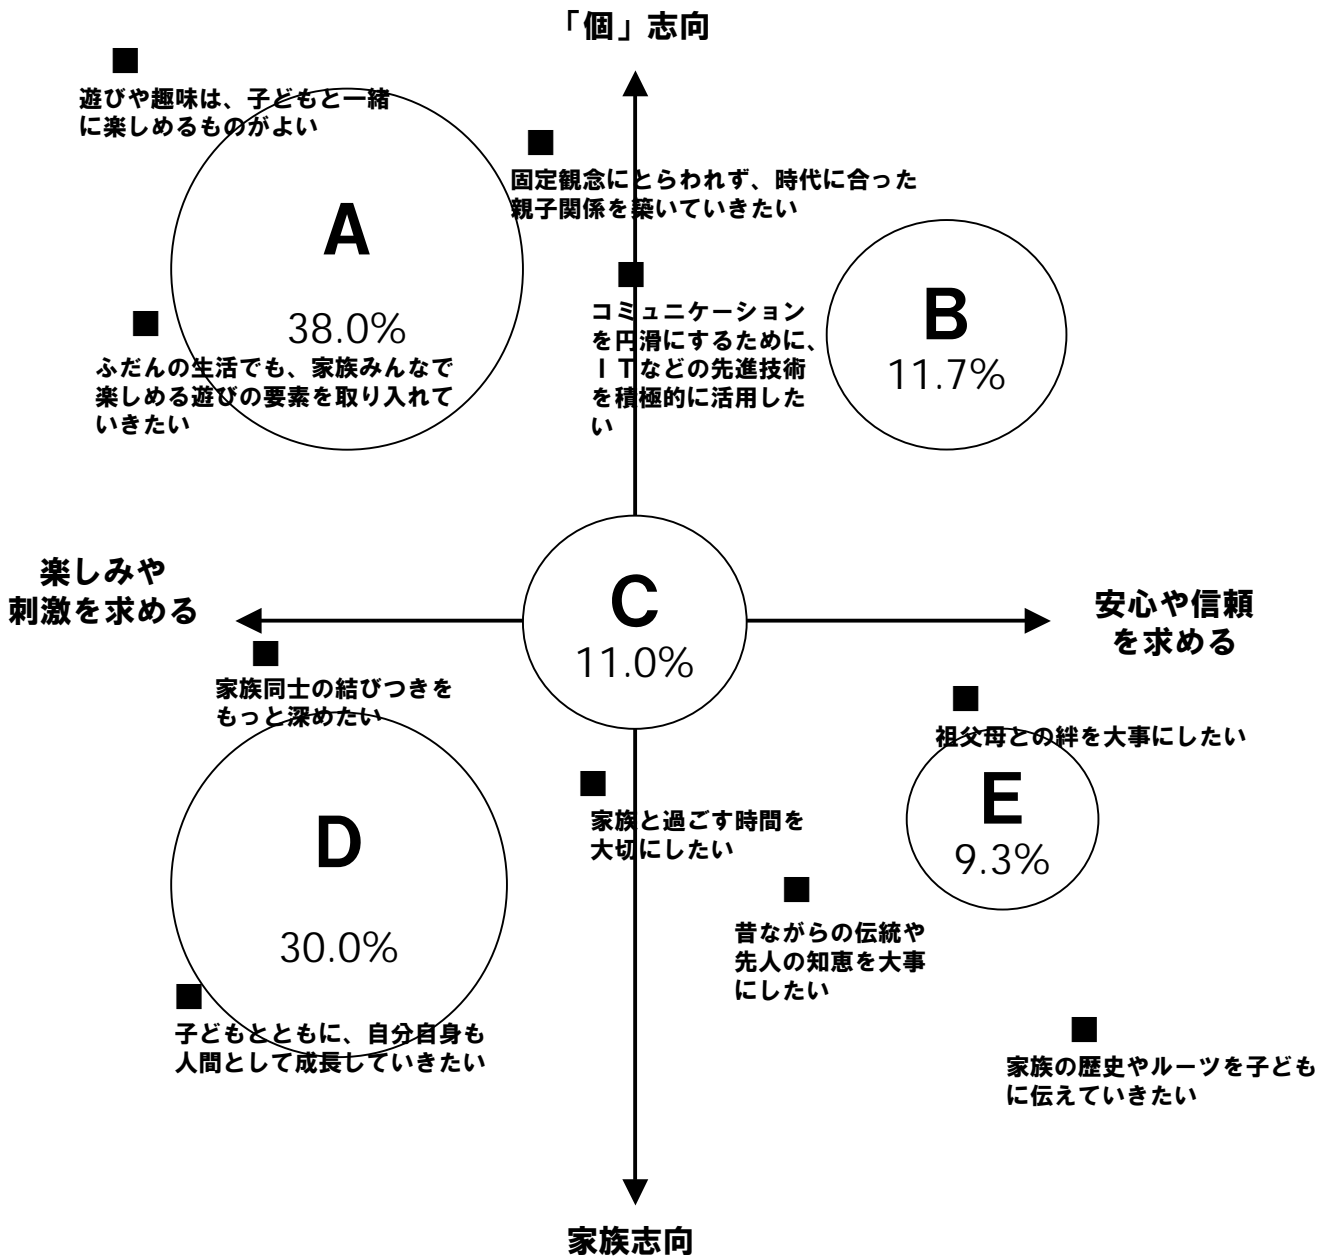 「個」志向
遊びや趣味は、子どもと一緒
に楽しめるものがよい
固定観念にとらわれず、時代に合った
親子関係を築いていきたい
A
38.0%
B
11.7%
コミュニケーション
を円滑にするために、
ＩＴなどの先進技術
を積極的に活用した
い
ふだんの生活でも、家族みんなで
楽しめる遊びの要素を取り入れて
いきたい
楽しみや
刺激を求める
C
11.0%
安心や信頼
を求める
家族同士の結びつきを
もっと深めたい
祖父母との絆を大事にしたい
D
30.0%
家族と過ごす時間を
大切にしたい
E
9.3%
昔ながらの伝統や
先人の知恵を大事
にしたい
子どもとともに、自分自身も
人間として成長していきたい
家族の歴史やルーツを子ども
に伝えていきたい
家族志向